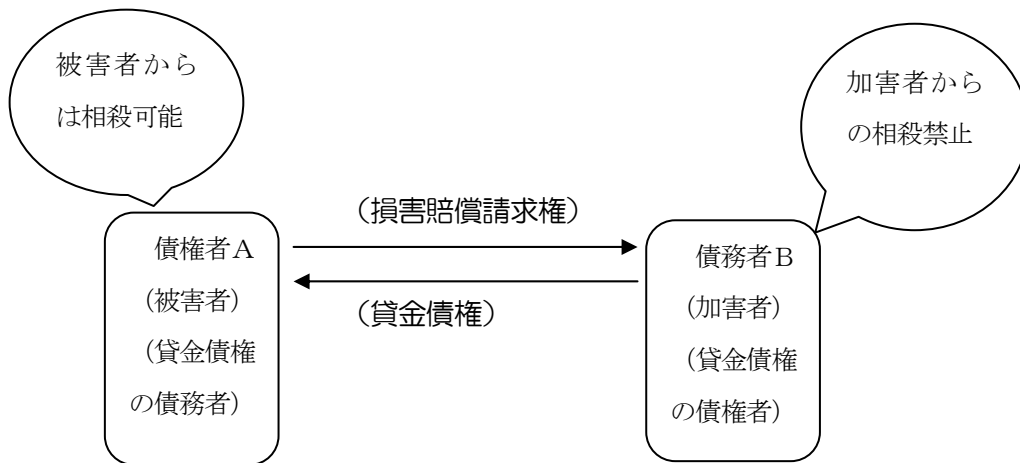 被害者から
は相殺可能
加害者から
の相殺禁止
（損害賠償請求権）
（貸金債権）
債権者Ａ
（被害者）
（貸金債権
の債務者）
債務者Ｂ
（加害者）
（貸金債権
の債権者）